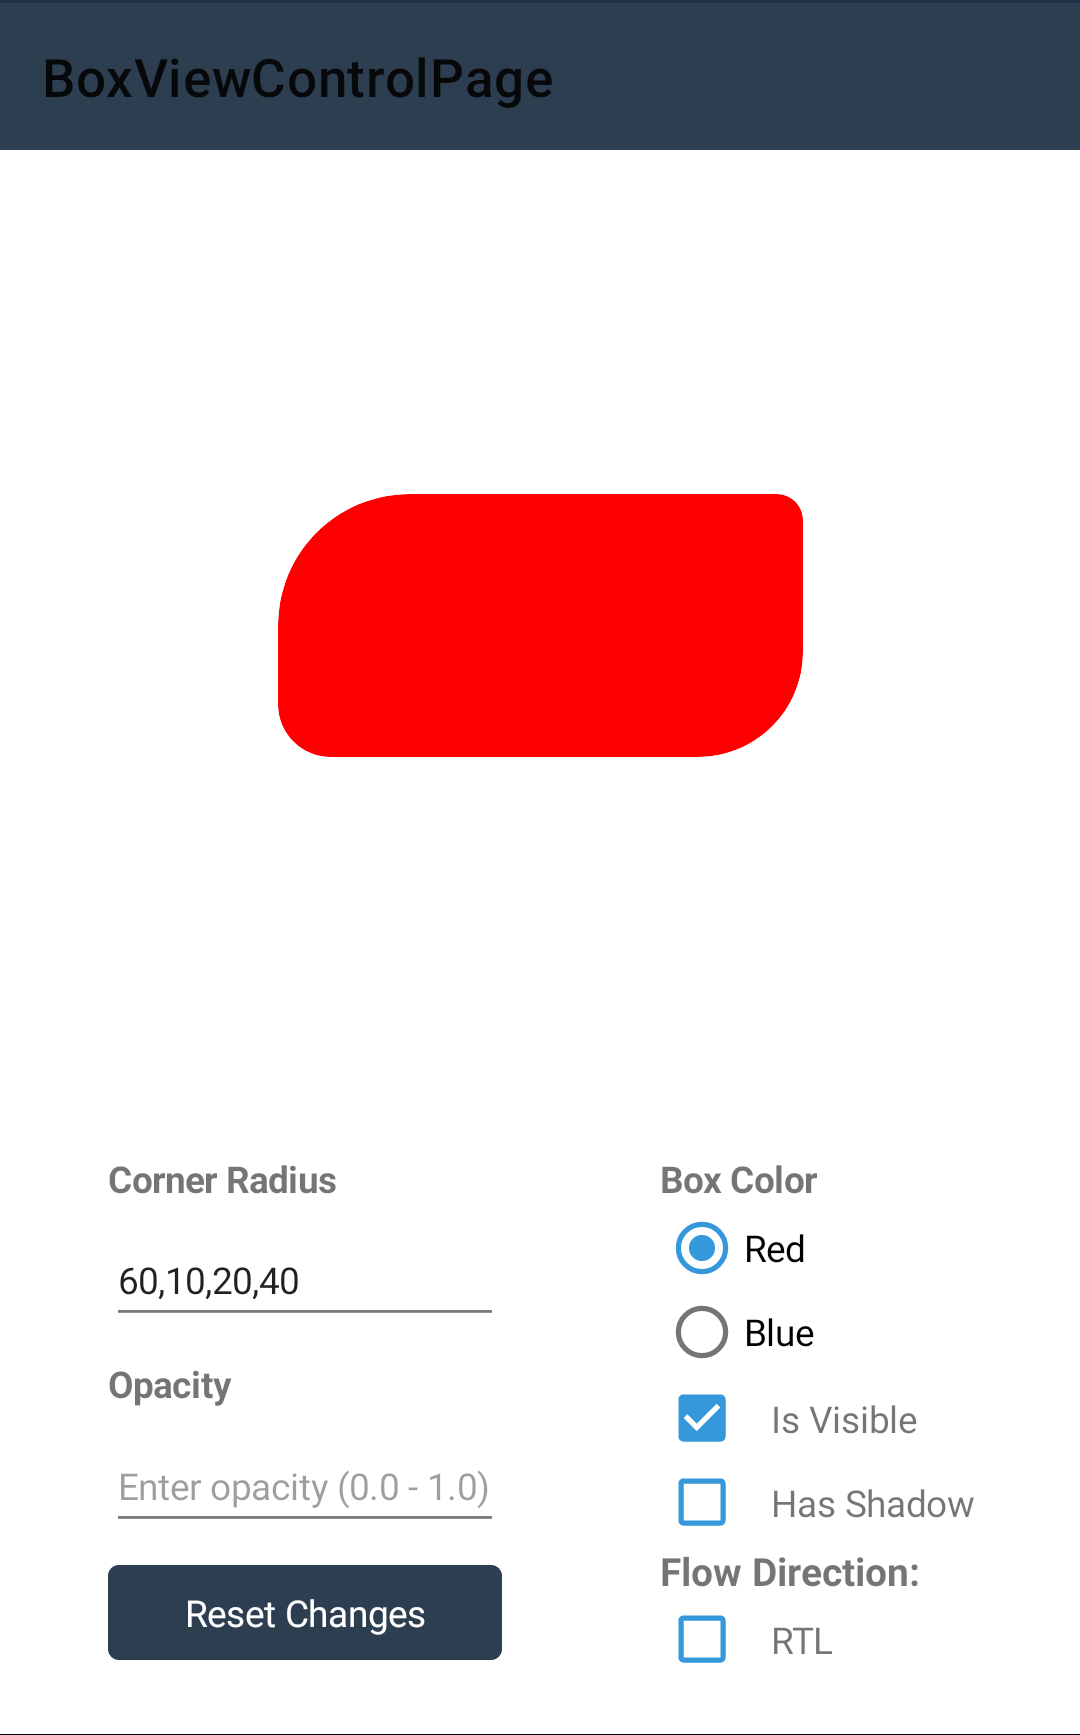 BoxViewControlPage
Corner Radius
60,10,20,40
Opacity
Enter opacity (0.0 - 1.0)
Reset Changes
Box Color
Red
Blue
Is Visible
Has Shadow
Flow Direction:
RTL